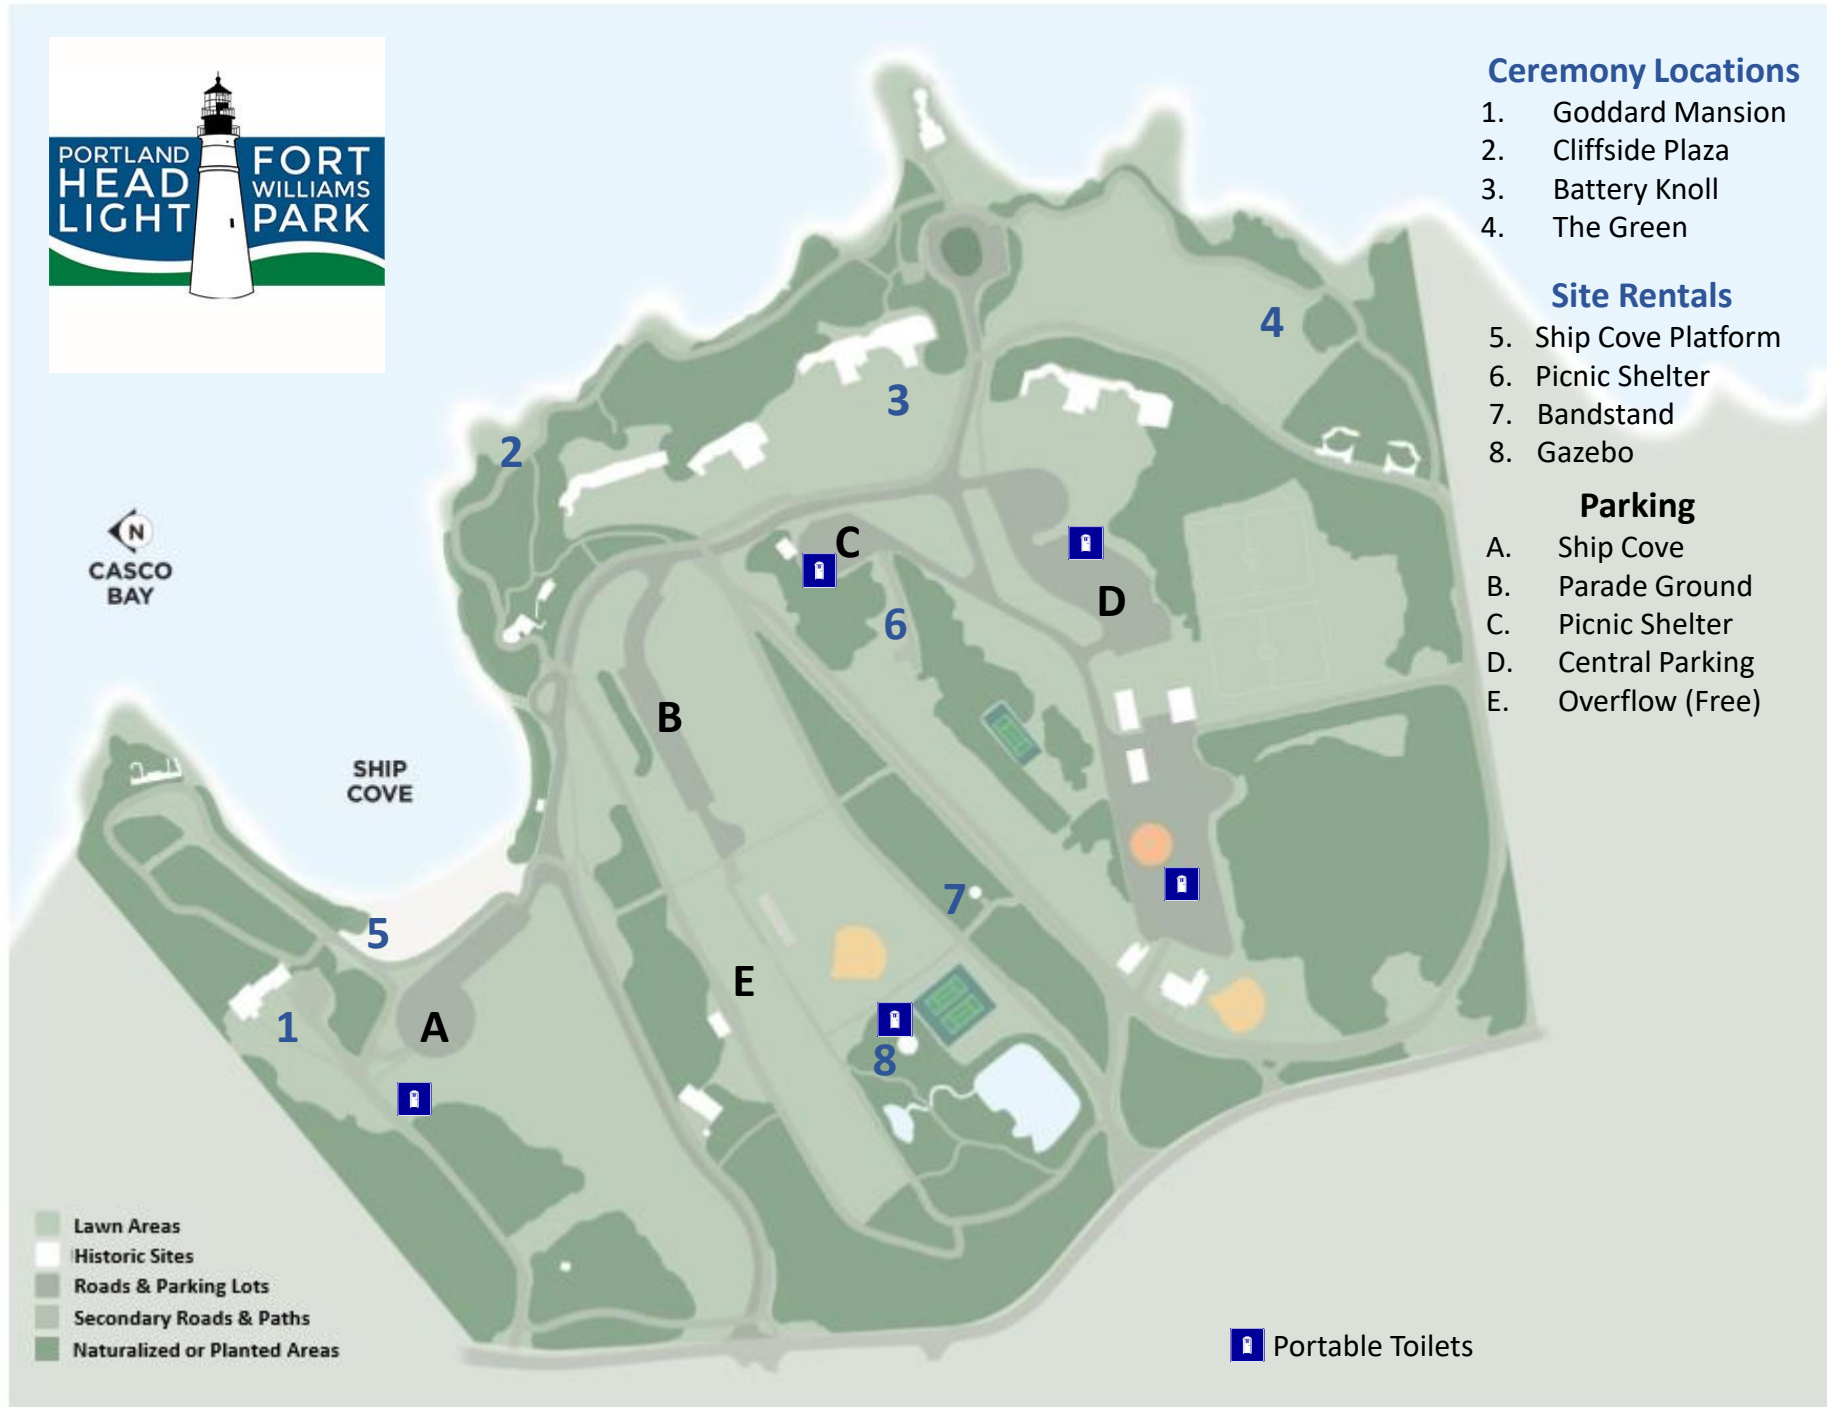 PORTLAND
HEAD
LIGHT
FORT
WILLIAMS
PARK
Ceremony Locations
1. Goddard Mansion
2. Cliffside Plaza
3. Battery Knoll
4. The Green
Site Rentals
5. Ship Cove Platform
6. Picnic Shelter
7. Bandstand
8. Gazebo
Parking
A. Ship Cove
B. Parade Ground
C. Picnic Shelter
D. Central Parking
E. Overflow (Free)
4
3
2
N
CASCO
BAY
C
D
6
B
SHIP
COVE
7
5
E
1
A
8
Lawn Areas
Historic Sites
Roads & Parking Lots
Secondary Roads & Paths
Naturalized or Planted Areas
Portable Toilets